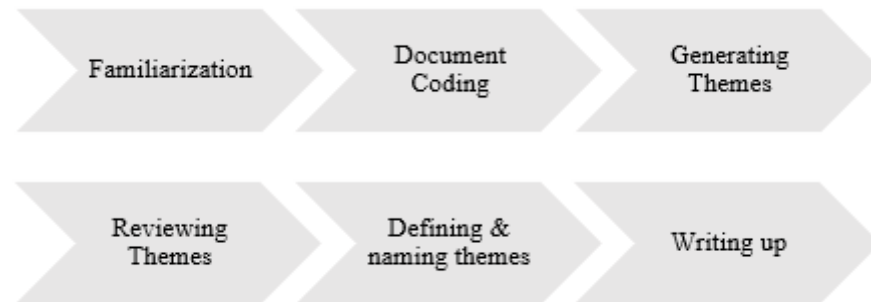 Familiarization
Document
Coding
Generating
Themes
Reviewing
Themes
Defining &
naming themes
Writing up